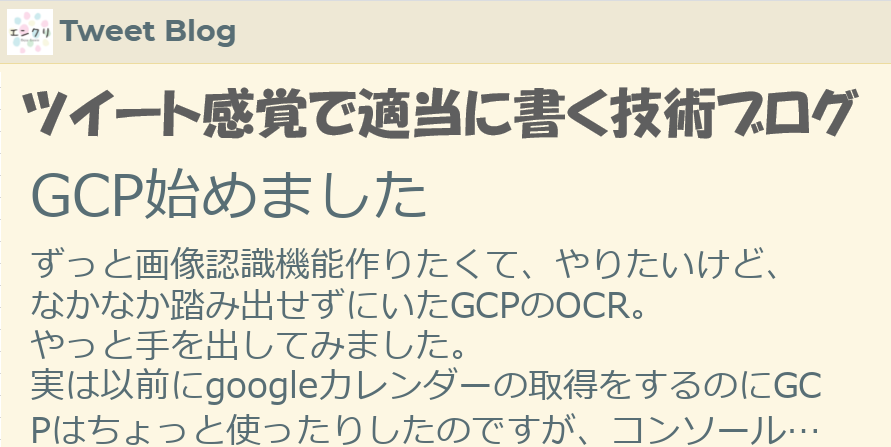 エンクリ
Tweet Blog
ツイート感覚で適当に書く技術ブログ
GCP始めました
ずっと画像認識機能作りたくて、やりたいけど、
なかなか踏み出せずにいたGCPのOCR。
やっと手を出してみました。
実は以前にgoogleカレンダーの取得をするのにGC
Pはちょっと使ったりしたのですが、コンソール…